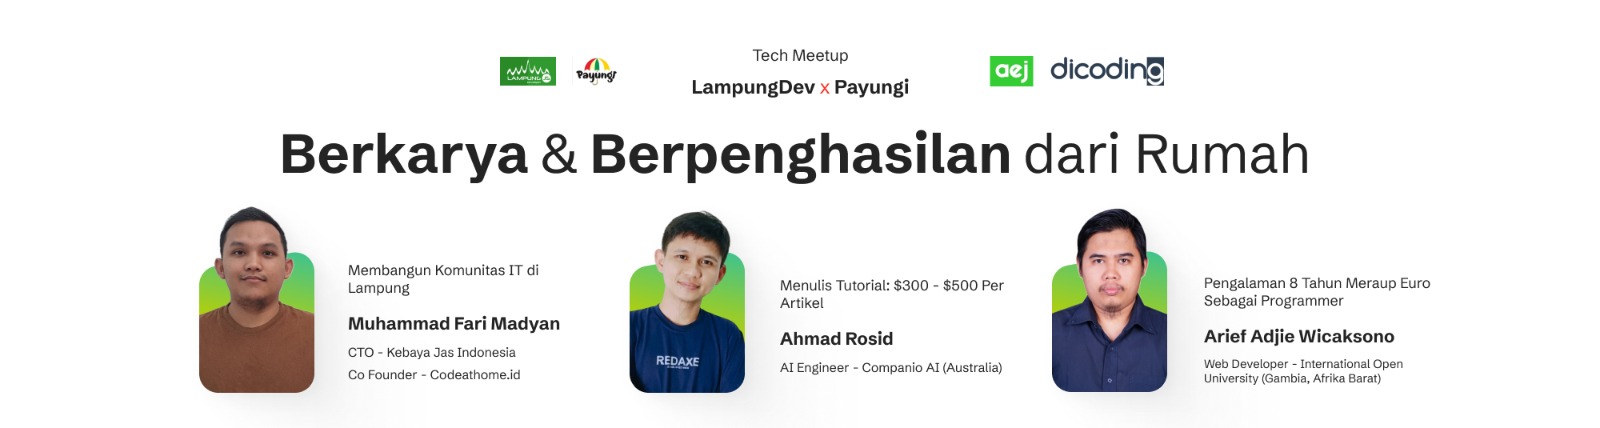 Tech Meetup
LAMPUNG
Payungi
LampungDev x Payungi
aej
dicoding
Berkarya & Berpenghasilan dari Rumah
Membangun Komunitas IT di
Lampung
Muhammad Fari Madyan
CTO - Kebaya Jas Indonesia
Co Founder - Codeathome.id
Menulis Tutorial: $300 - $500 Per
Artikel
Ahmad Rosid
AI Engineer - Companio AI (Australia)
REDAXE
Pengalaman 8 Tahun Meraup Euro
Sebagai Programmer
Arief Adjie Wicaksono
Web Developer - International Open
University (Gambia, Afrika Barat)